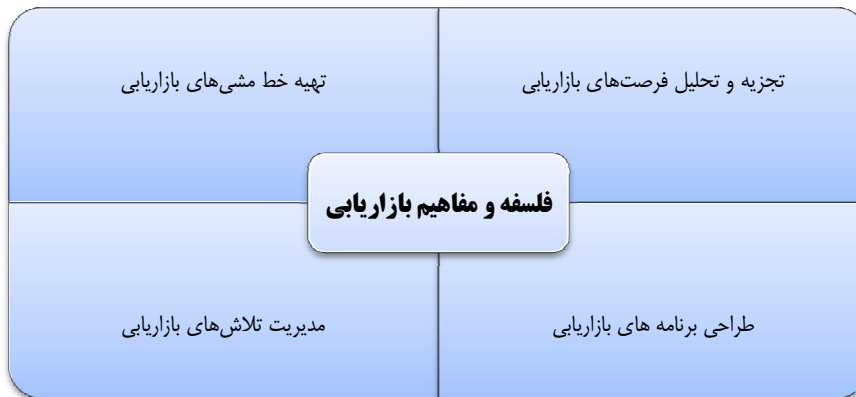 تجزیه و تحلیل فرصت‌های بازاریابی
تهیه خط مشی‌های بازاریابی
فلسفه و مفاهیم بازاریابی
طراحی برنامه های بازاریابی
مدیریت تلاش‌های بازاریابی